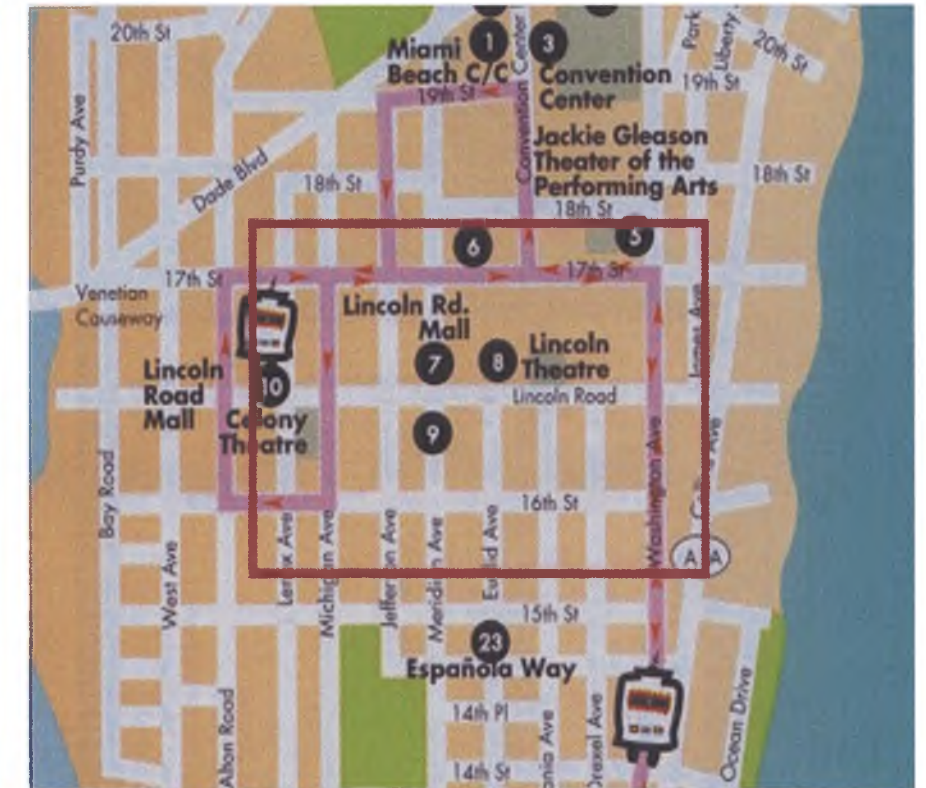 20th St
Miami
Beach C/C
1
3
Convention Center
Park
Liberty
20th St
Convention
Center
19th St
19th St
Purdy Ave
Dade Blvd
Jackie Gleason
Theater of the
Performing Arts
18th St
18th St
18th St
6
5
17th St
17th St
Venetian
Causeway
Lincoln Rd.
Mall
James Ave
7
8
Lincoln
Theatre
Lincoln
Road
Mall
10
Colony
Theatre
Lincoln Road
9
Bay Road
Washington Ave
16th St
West Ave
Lenox Ave
Michigan Ave
Jefferson Ave
Meridian Ave
Euclid Ave
A
A
15th St
23
Española Way
Alton Road
14th Pl
Drexel Ave
Ocean Drive
14th St